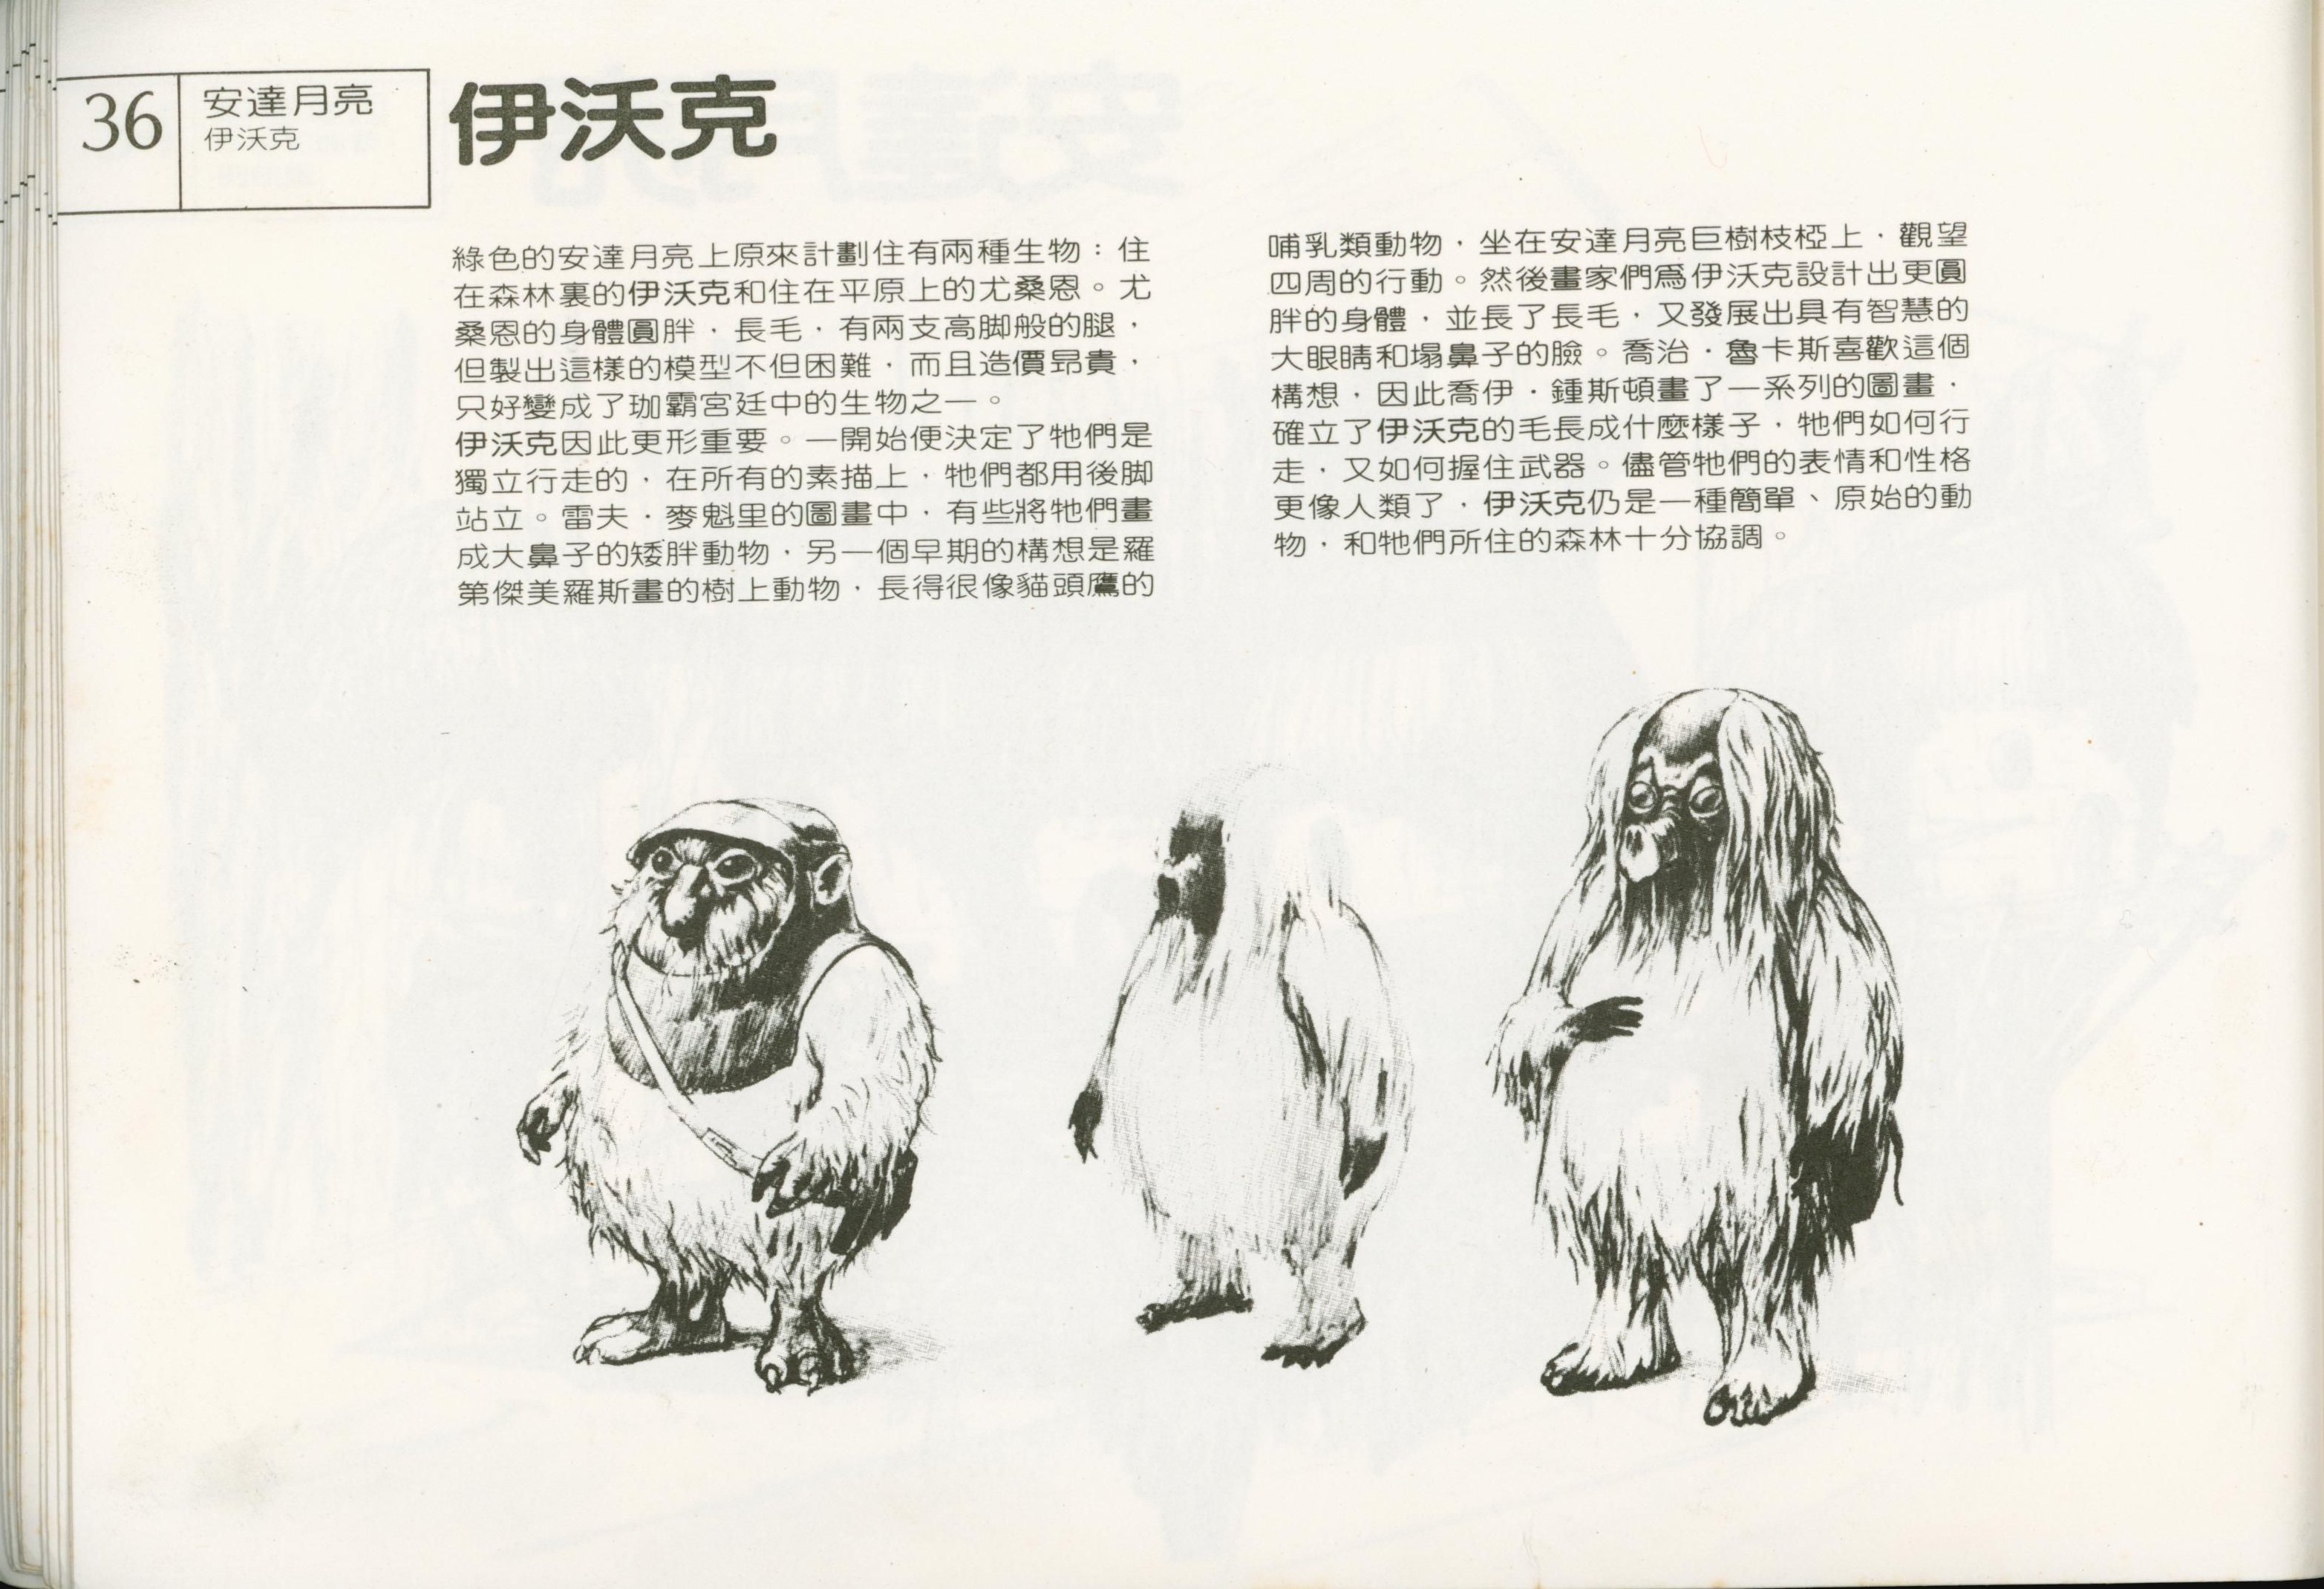 36
安達月亮
伊沃克
伊沃克
綠色的安達月亮上原來計劃住有兩種生物：住
在森林裏的伊沃克和住在平原上的尤桑恩。尤
桑恩的身體圓胖，長毛，有兩支高脚般的腿，
但製出這樣的模型不但困難，而且造價昂貴，
只好變成了珈霸宮廷中的生物之一。
伊沃克因此更形重要。一開始便決定了牠們是
獨立行走的，在所有的素描上，牠們都用後脚
站立。雷夫．麥魁里的圖畫中，有些將牠們畫
成大鼻子的矮胖動物，另一個早期的構想是羅
第傑美羅斯畫的樹上動物，長得很像貓頭鷹的
哺乳類動物，坐在安達月亮巨樹枝椏上，觀望
四周的行動。然後畫家們爲伊沃克設計出更圓
胖的身體，並長了長毛，又發展出具有智慧的
大眼睛和塌鼻子的臉。喬治．魯卡斯喜歡這個
構想，因此喬伊．鍾斯頓畫了一系列的圖畫，
確立了伊沃克的毛長成什麼樣子，牠們如何行
走，又如何握住武器。儘管牠們的表情和性格
更像人類了，伊沃克仍是一種簡單、原始的動
物，和牠們所住的森林十分協調。